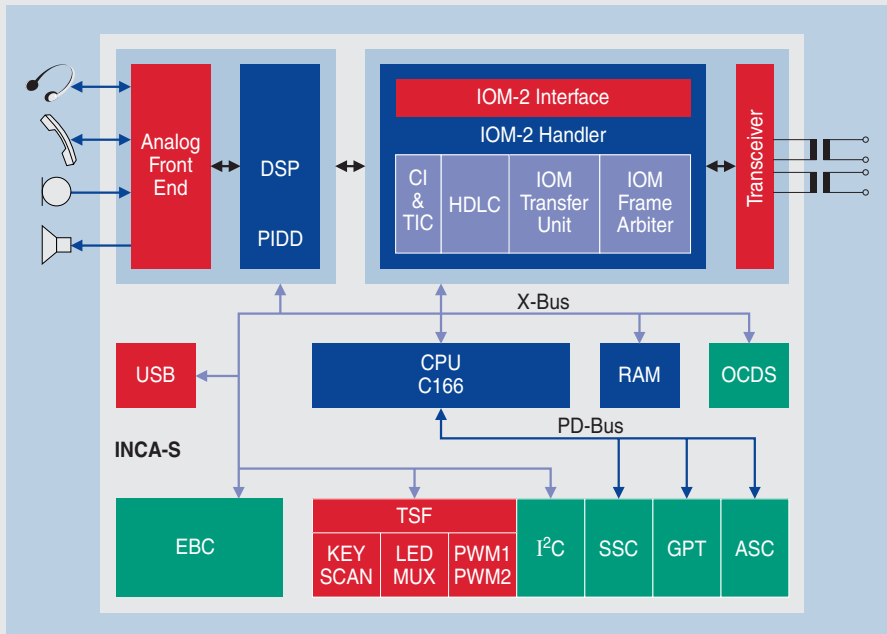 IOM-2 Interface
IOM-2 Handler
Analog
Front
End
DSP
PIDD
CI
&
TIC
HDLC
IOM
Transfer
Unit
IOM
Frame
Arbiter
Transceiver
X-Bus
USB
CPU
C166
RAM
OCDS
PD-Bus
INCA-S
EBC
TSF
KEY
SCAN
LED
MUX
PWM1
PWM2
I²C
SSC
GPT
ASC